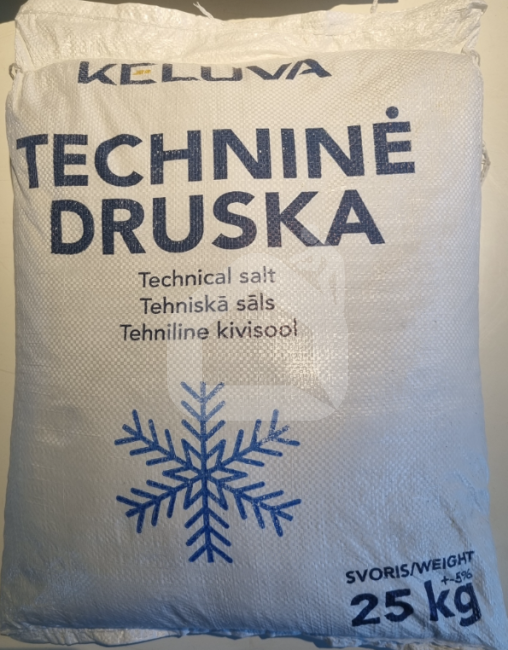 KELUVA
TECHNINĖ
DRUSKA
Technical salt
Tehniskā sāls
Tehniline kivisool
SVORIS/WEIGHT
+-5%
25 kg